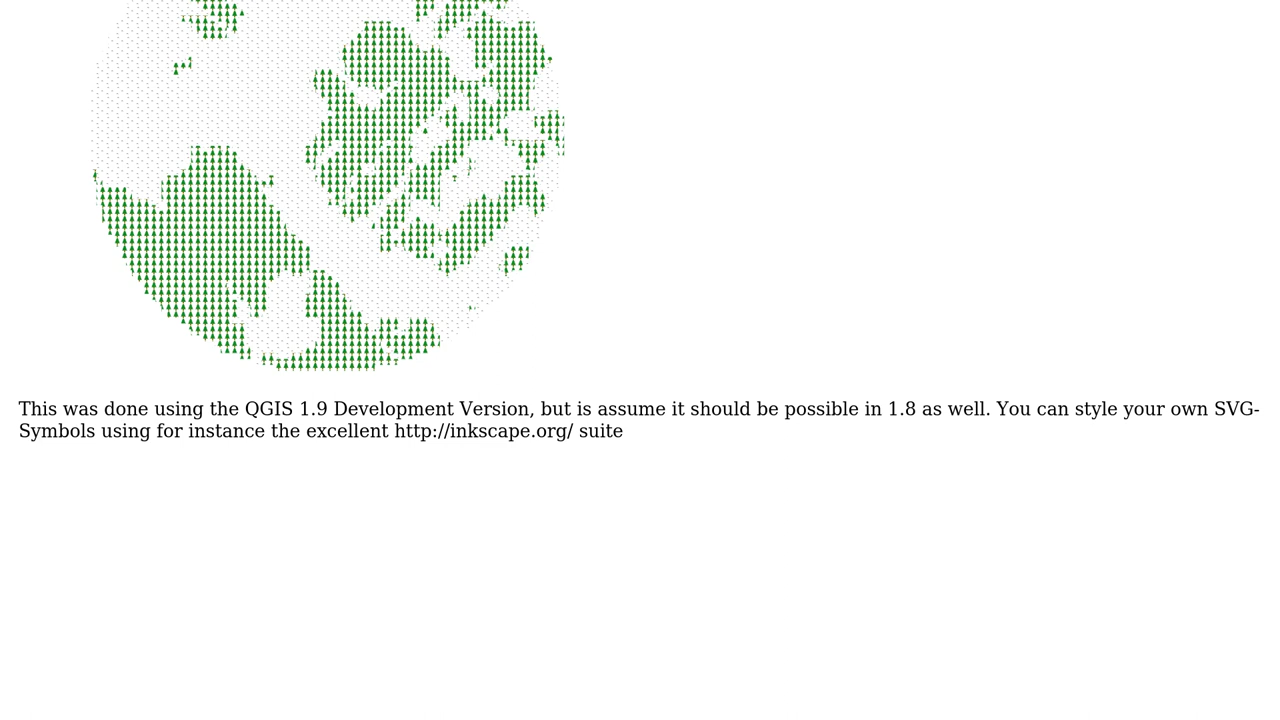 This was done using the QGIS 1.9 Development Version, but is assume it should be possible in 1.8 as well. You can style your own SVG-
Symbols using for instance the excellent http://inkscape.org/ suite